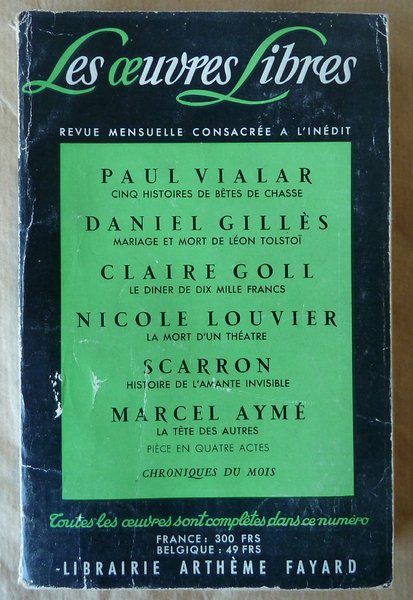 Les œuvres Libres
REVUE MENSUELLE CONSACRÉE A L'INÉDIT
PAUL VIALAR
CINQ HISTOIRES DE BÊTES DE CHASSE
DANIEL GILLÈS
MARIAGE ET MORT DE LÉON TOLSTOÏ
CLAIRE GOLL
LE DINER DE DIX MILLE FRANCS
NICOLE LOUVIER
LA MORT D'UN THÉATRE
SCARRON
HISTOIRE DE L'AMANTE INVISIBLE
MARCEL AYMÉ
LA TÊTE DES AUTRES
PIÈCE EN QUATRE ACTES
CHRONIQUES DU MOIS
Toutes les œuvres sont complètes dans ce numéro
FRANCE : 300 FRS
BELGIQUE : 49 FRS
-LIBRAIRIE ARTHÈME FAYARD